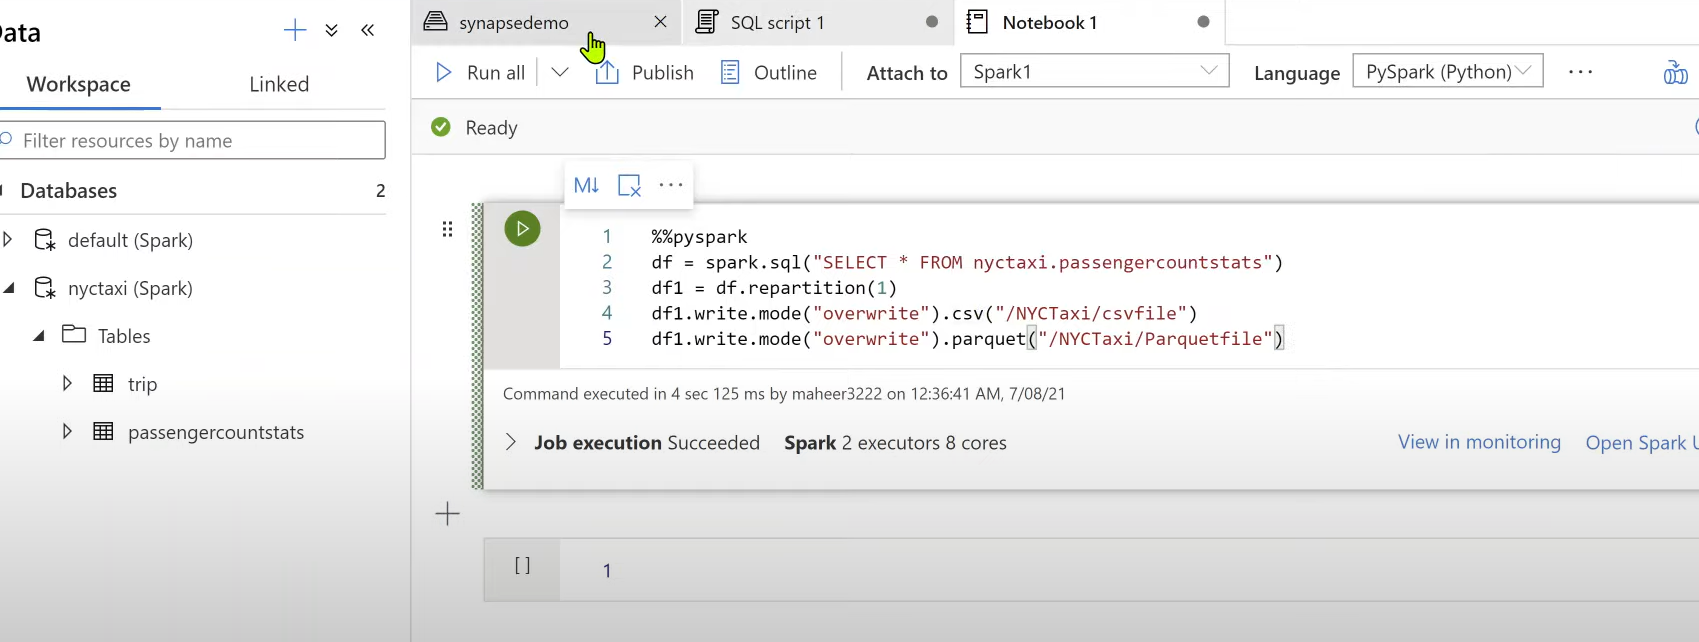 Data
Workspace
Linked
Filter resources by name
Databases 2
default (Spark)
nyctaxi (Spark)
Tables
trip
passengercountstats
synapsedemo
SQL script 1
Notebook 1
Run all
Publish
Outline
Attach to
Spark1
Language
PySpark (Python)
Ready
M↓
1 %%pyspark
2 df = spark.sql("SELECT * FROM nyctaxi.passengercountstats")
3 df1 = df.repartition(1)
4 df1.write.mode("overwrite").csv("/NYCTaxi/csvfile")
5 df1.write.mode("overwrite").parquet("/NYCTaxi/Parquetfile")
Command executed in 4 sec 125 ms by maheer3222 on 12:36:41 AM, 7/08/21
Job execution Succeeded Spark 2 executors 8 cores
View in monitoring
Open Spark U
[ ] 1